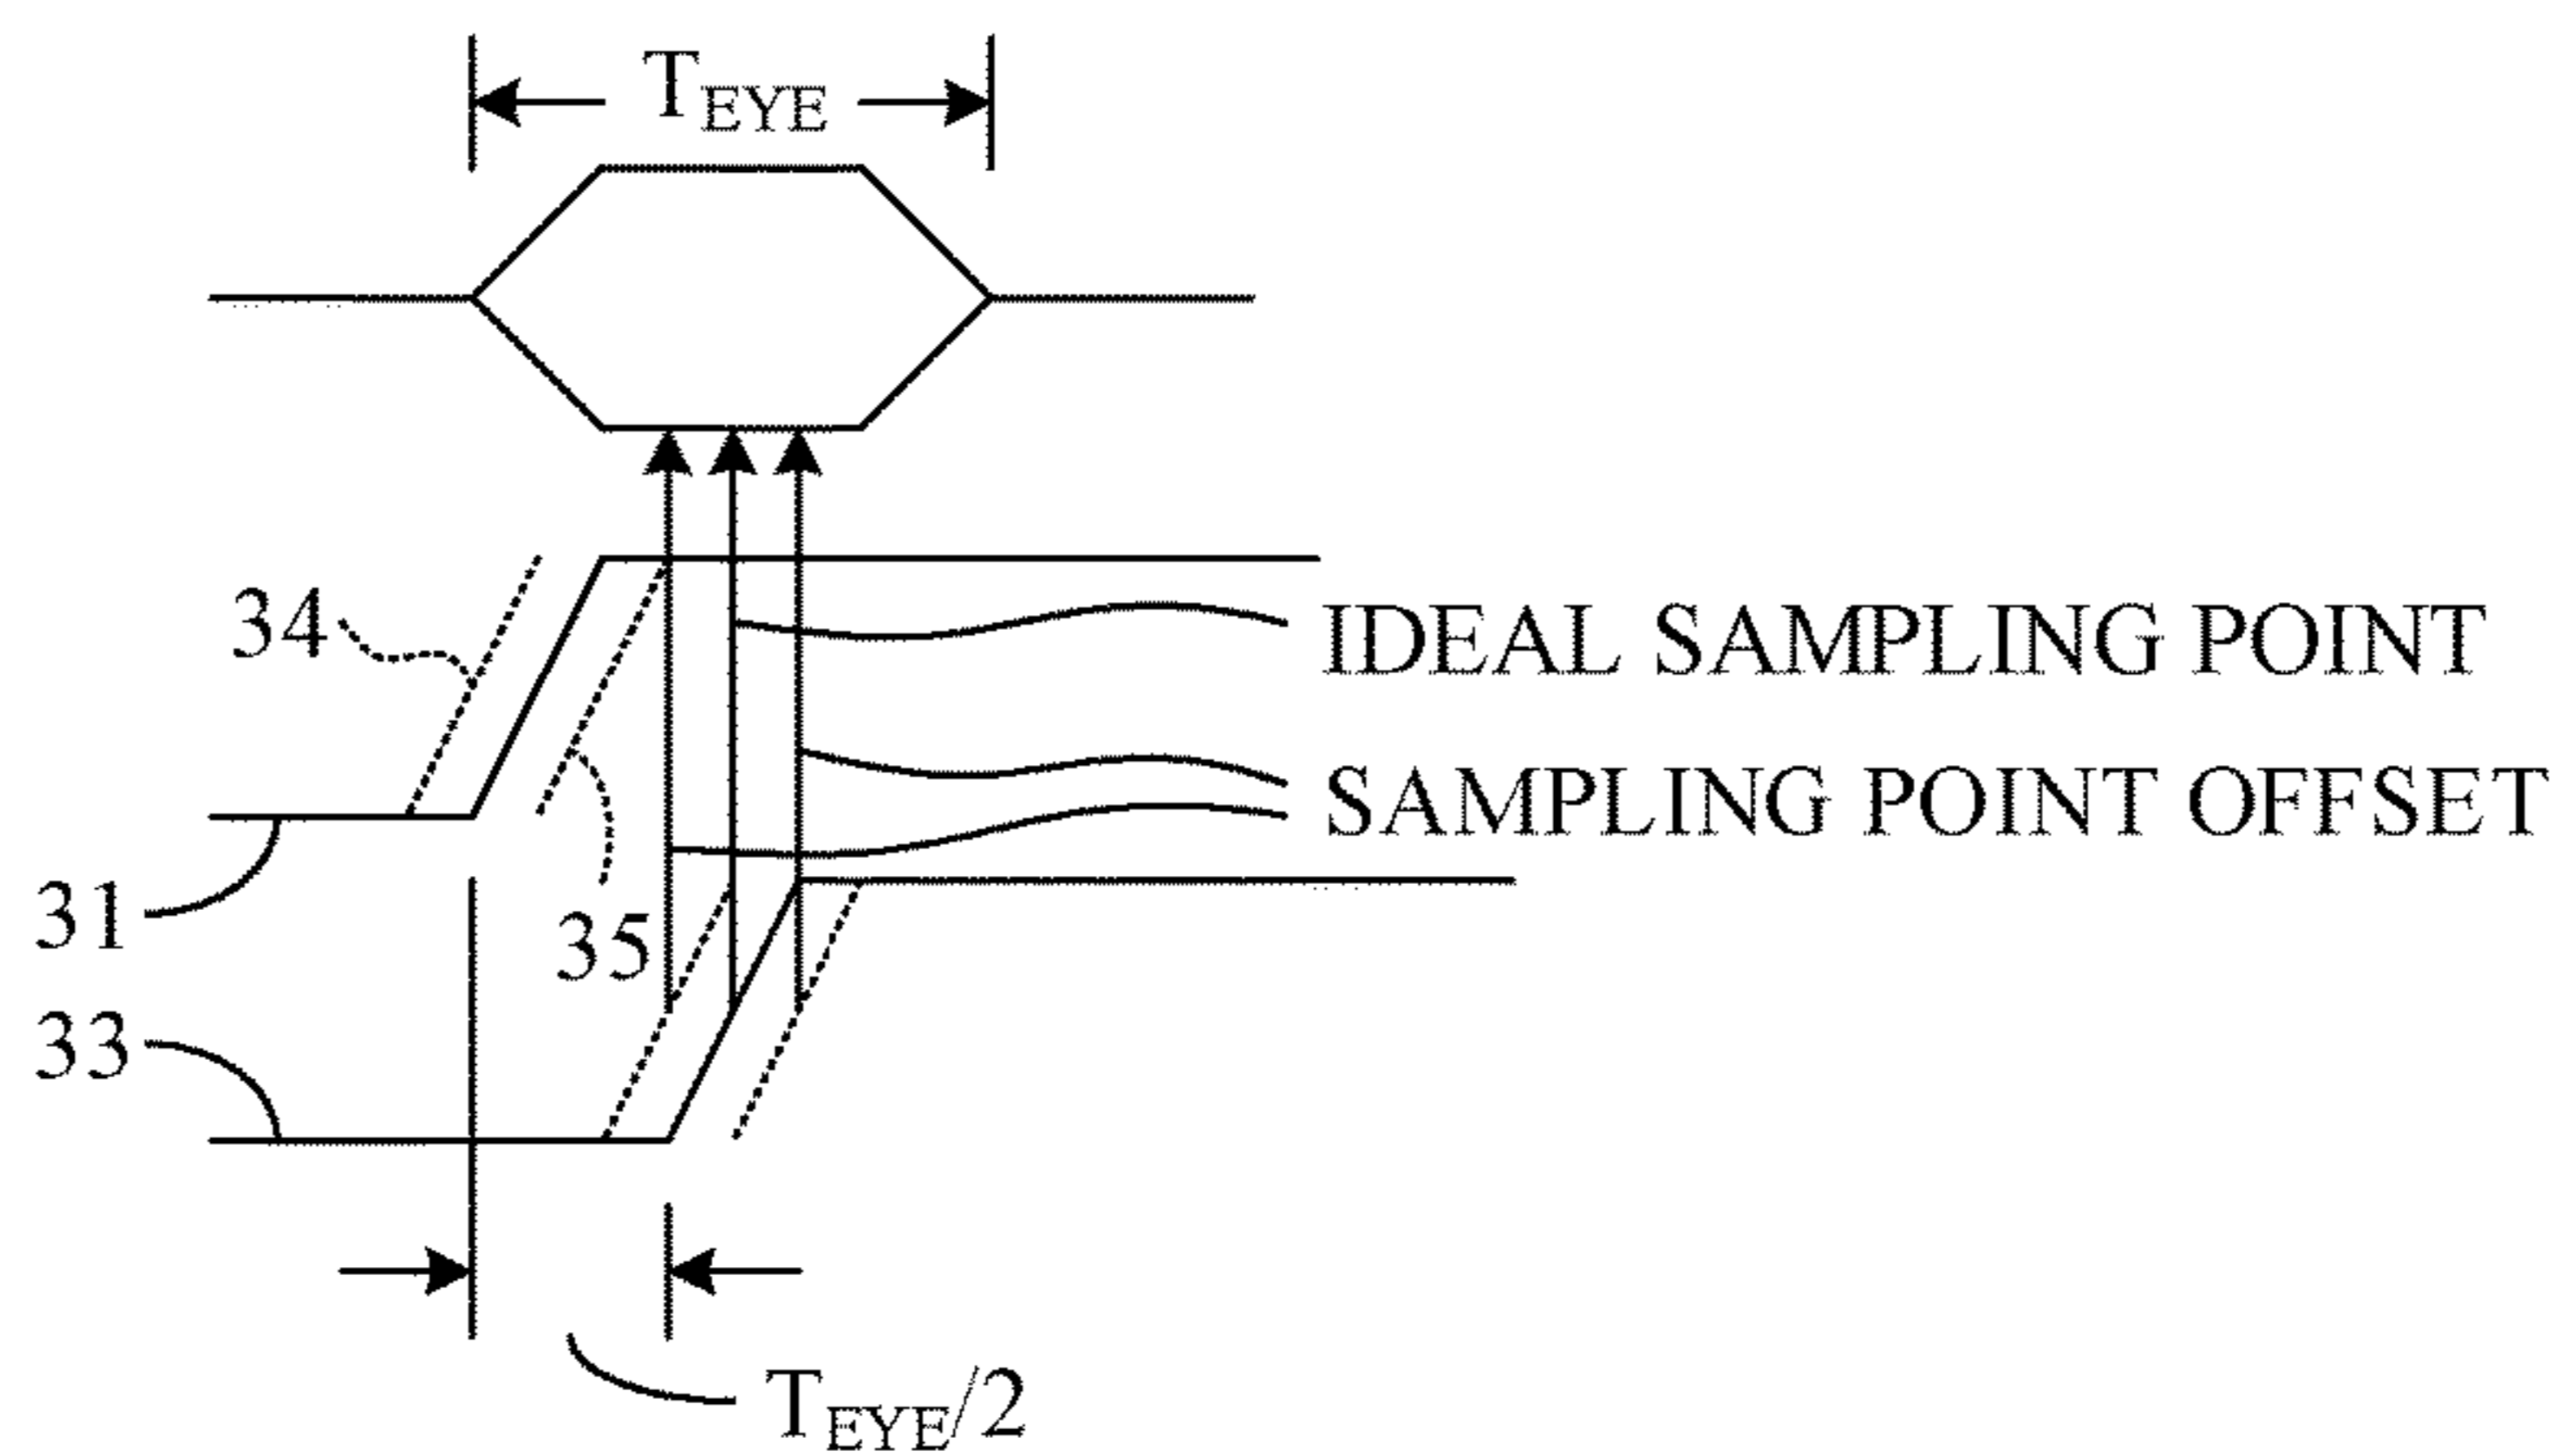 T_EYE
34
IDEAL SAMPLING POINT
SAMPLING POINT OFFSET
31
35
33
T_EYE/2